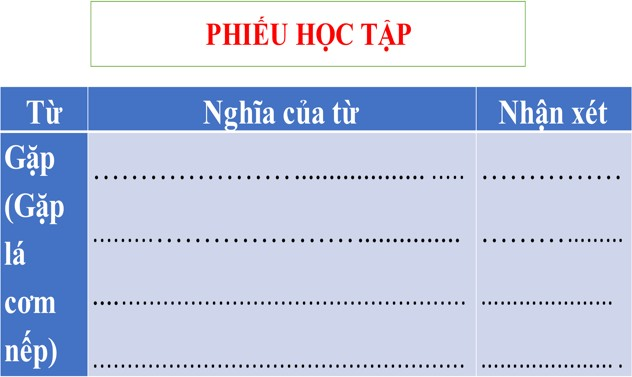 PHIẾU HỌC TẬP
Từ
Nghĩa của từ
Nhận xét
Gặp
(Gặp
lá
cơm
nếp)